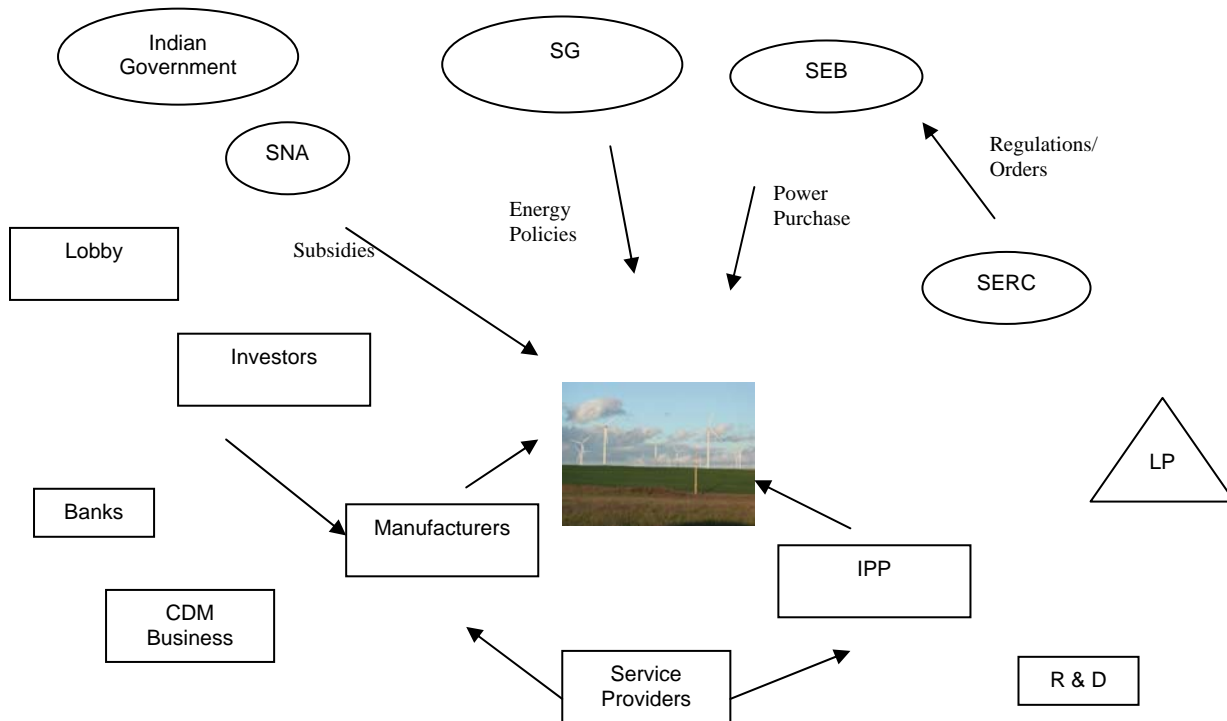 Indian
Government
SG
SEB
SNA
Regulations/
Orders
Energy
Policies
Power
Purchase
Lobby
Subsidies
SERC
Investors
LP
Banks
Manufacturers
IPP
CDM
Business
Service
Providers
R & D